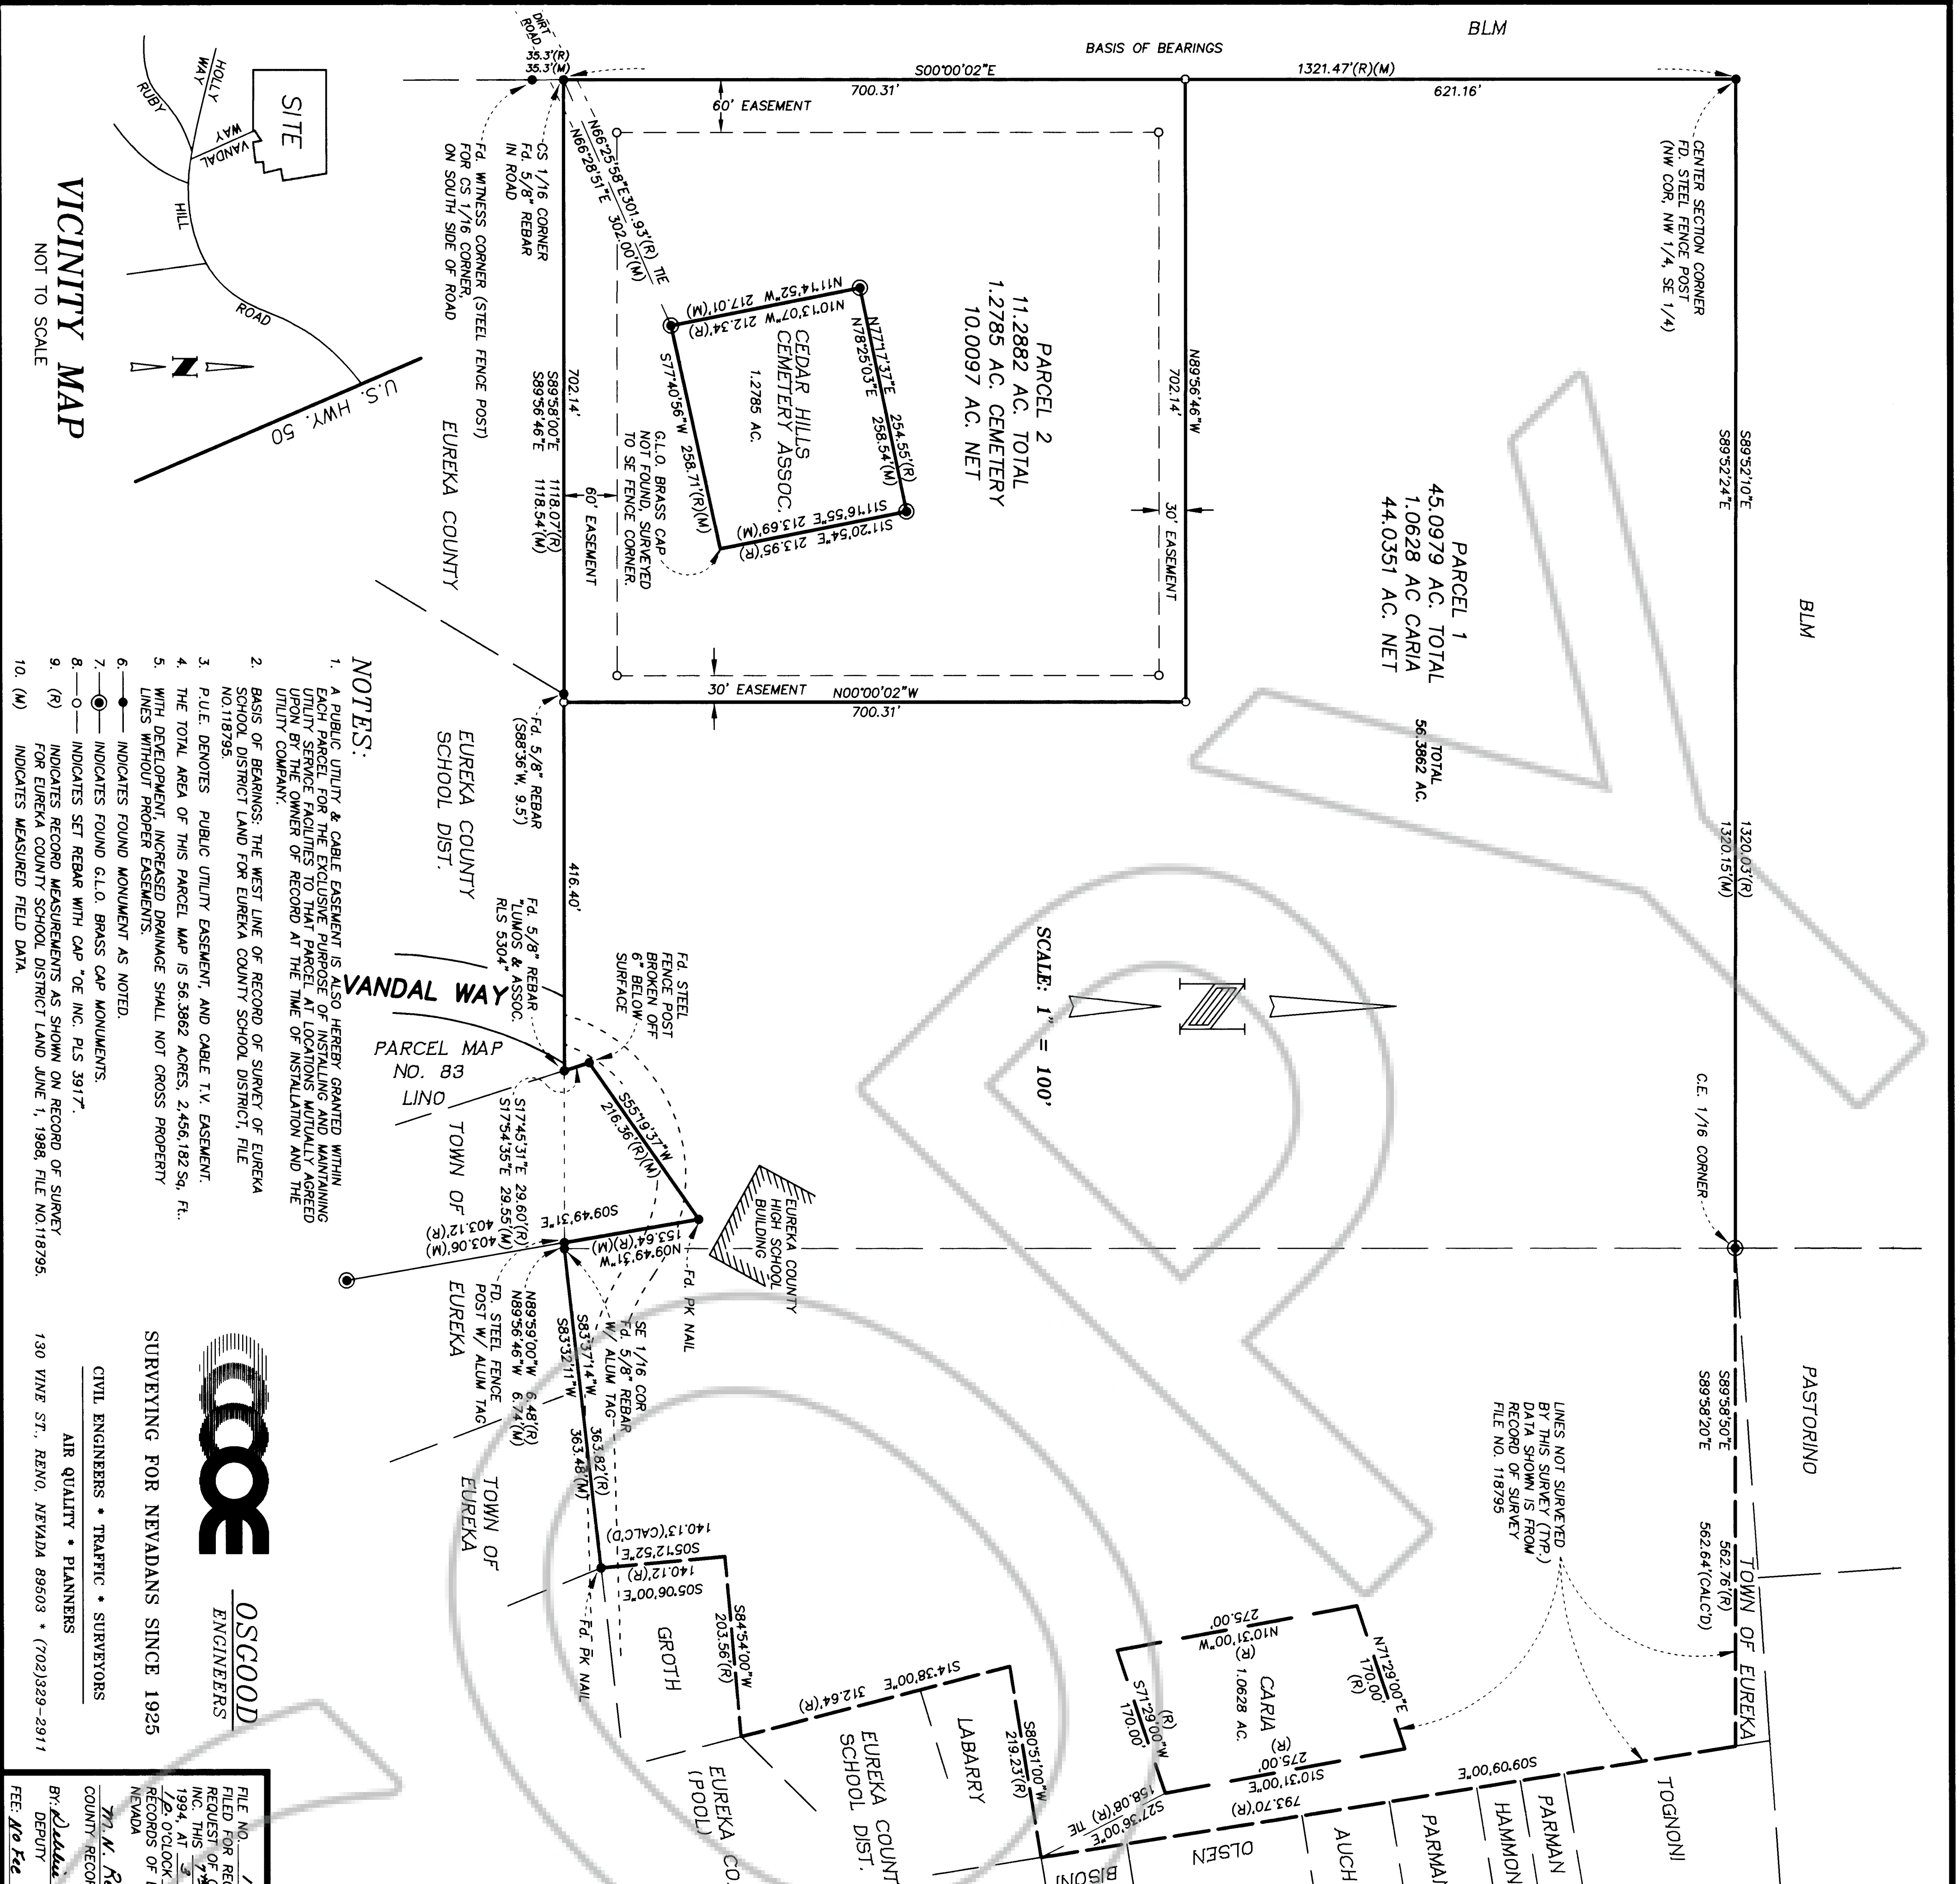 BLM
BLM
PASTORINO
TOWN OF EUREKA
TOGNONI
PARMAN
HAMMON
AUCH
OLSEN
BISONI
CENTER SECTION CORNER
FD. STEEL FENCE POST
(NW COR, NW 1/4, SE 1/4)
S89°52'10"E
S89°52'24"E
1320.03'(R)
1320.15'(M)
C.E. 1/16 CORNER
S89°58'50"E
S89°58'20"E
562.76'(R)
562.64'(CALC'D)
BASIS OF BEARINGS
S00°00'02"E
1321.47'(R)(M)
700.31'
621.16'
PARCEL 1
45.0979 AC. TOTAL
1.0628 AC CARIA
44.0351 AC. NET
TOTAL
56.3862 AC.
LINES NOT SURVEYED
BY THIS SURVEY (TYP.)
DATA SHOWN IS FROM
RECORD OF SURVEY
FILE NO. 118795
N71°29'00"E
170.00'
(R)
N10°31'00"W
275.00'
(R)
CARIA
1.0628 AC.
S10°31'00"E
275.00'
(R)
S71°29'00"W
170.00'
(R)
S27°36'00"E
158.08'(R) TIE
S09°09'00"E
793.70'(R)
N89°56'46"W
702.14'
30' EASEMENT
60' EASEMENT
PARCEL 2
11.2882 AC. TOTAL
1.2785 AC. CEMETERY
10.0097 AC. NET
N77°17'37"E 254.55'(R)
N78°25'03"E 258.54'(M)
N11°14'52"W 217.01'(M)
N10°13'07"W 212.34'(R)
CEDAR HILLS
CEMETERY ASSOC.
1.2785 AC.
S11°16'55"E 213.69'(M)
S11°20'54"E 213.95'(R)
S77°40'56"W 258.71'(R)(M)
G.L.O. BRASS CAP
NOT FOUND, SURVEYED
TO SE FENCE CORNER.
N66°25'58"E 301.93'(R) TIE
N66°28'51"E 302.00'(M)
60' EASEMENT
30' EASEMENT
N00°00'02"W
700.31'
SCALE: 1" = 100'
DIRT
ROAD
35.3'(R)
35.3'(M)
CS 1/16 CORNER
Fd. 5/8" REBAR
IN ROAD
Fd. WITNESS CORNER (STEEL FENCE POST)
FOR CS 1/16 CORNER,
ON SOUTH SIDE OF ROAD
702.14'
S89°58'00"E 1118.07'(R)
S89°56'46"E 1118.54'(M)
EUREKA COUNTY
Fd. 5/8" REBAR
(S88°36'W, 9.5')
EUREKA COUNTY
SCHOOL DIST.
416.40'
Fd. 5/8" REBAR
"LUMOS & ASSOC.
RLS 5304"
Fd. STEEL
FENCE POST
BROKEN OFF
6" BELOW
SURFACE
VANDAL WAY
PARCEL MAP
NO. 83
LINO
S17°45'31"E 29.60'(R)
S17°54'35"E 29.55'(M)
S55°19'37"W
216.36'(R)(M)
EUREKA COUNTY
HIGH SCHOOL
BUILDING
S09°49'31"E
403.12'(R)
403.06'(M)
N09°49'31"W
153.64'(R)(M)
Fd. PK NAIL
TOWN OF
EUREKA
SE 1/16 COR
Fd. 5/8" REBAR
W/ ALUM TAG
N89°59'00"W 6.48'(R)
N89°56'46"W 6.74'(M)
FD. STEEL FENCE
POST W/ ALUM TAG
S83°37'14"W 363.82'(R)
S83°32'11"W 363.48'(M)
TOWN OF
EUREKA
140.13'(CALC'D)
S05°12'52"E
140.12'(R)
S05°06'00"E
Fd. PK NAIL
S84°54'00"W
203.56'(R)
GROTH
S14°38'00"E
312.64'(R)
LABARRY
S80°51'00"W
219.23'(R)
EUREKA COUNT
SCHOOL DIST.
EUREKA CO.
(POOL)
SITE
HOLLY
WAY
VANDAL
WAY
RUBY
HILL
ROAD
U.S. HWY. 50
N
VICINITY MAP
NOT TO SCALE
NOTES:
1. A PUBLIC UTILITY & CABLE EASEMENT IS ALSO HEREBY GRANTED WITHIN
EACH PARCEL FOR THE EXCLUSIVE PURPOSE OF INSTALLING AND MAINTAINING
UTILITY SERVICE FACILITIES TO THAT PARCEL AT LOCATIONS MUTUALLY AGREED
UPON BY THE OWNER OF RECORD AT THE TIME OF INSTALLATION AND THE
UTILITY COMPANY.
2. BASIS OF BEARINGS: THE WEST LINE OF RECORD OF SURVEY OF EUREKA
SCHOOL DISTRICT LAND FOR EUREKA COUNTY SCHOOL DISTRICT, FILE
NO.118795.
3. P.U.E. DENOTES PUBLIC UTILITY EASEMENT, AND CABLE T.V. EASEMENT.
4. THE TOTAL AREA OF THIS PARCEL MAP IS 56.3862 ACRES, 2,456,182 Sq, Ft..
5. WITH DEVELOPMENT, INCREASED DRAINAGE SHALL NOT CROSS PROPERTY
LINES WITHOUT PROPER EASEMENTS.
6. INDICATES FOUND MONUMENT AS NOTED.
7. INDICATES FOUND G.L.O. BRASS CAP MONUMENTS.
8. INDICATES SET REBAR WITH CAP "OE INC. PLS 3917".
9. (R) INDICATES RECORD MEASUREMENTS AS SHOWN ON RECORD OF SURVEY
FOR EUREKA COUNTY SCHOOL DISTRICT LAND JUNE 1, 1988, FILE NO.118795.
10. (M) INDICATES MEASURED FIELD DATA.
OE
OSGOOD
ENGINEERS
SURVEYING FOR NEVADANS SINCE 1925
CIVIL ENGINEERS * TRAFFIC * SURVEYORS
AIR QUALITY * PLANNERS
130 VINE ST., RENO, NEVADA 89503 * (702)329-2911
FILE NO.
FILED FOR REC
REQUEST OF
INC. THIS
1994, AT 3
O'CLOCK
RECORDS OF
NEVADA
M.N. Re
COUNTY RECOR
BY: Debbie
DEPUTY
FEE: No Fee
COPY